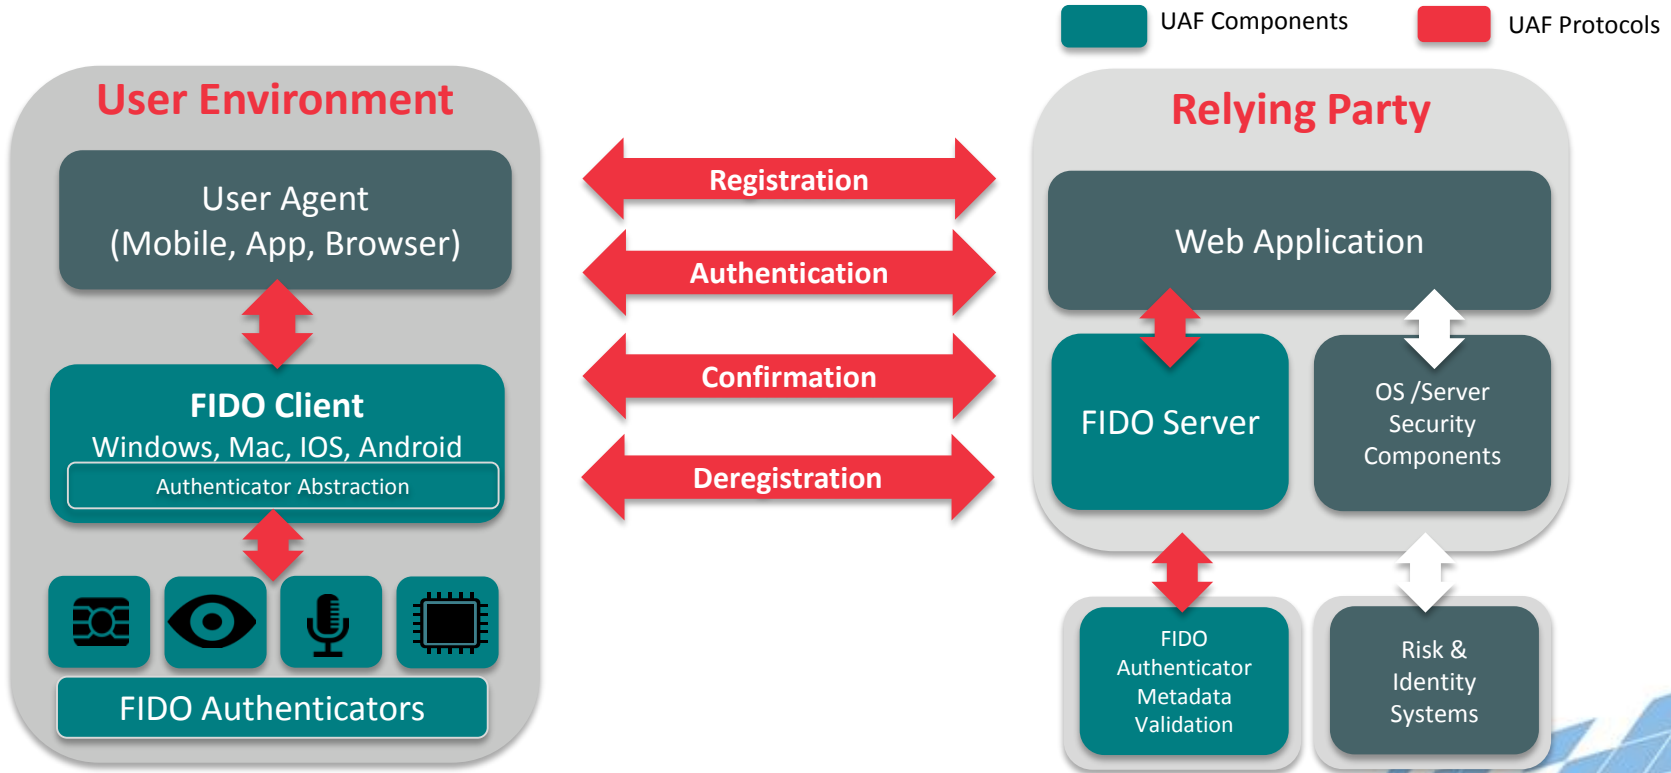 UAF Components
UAF Protocols
User Environment
User Agent
(Mobile, App, Browser)
FIDO Client
Windows, Mac, IOS, Android
Authenticator Abstraction
FIDO Authenticators
Registration
Authentication
Confirmation
Deregistration
Relying Party
Web Application
FIDO Server
OS /Server
Security
Components
FIDO
Authenticator
Metadada
Validation
Risk &
Identity
Systems